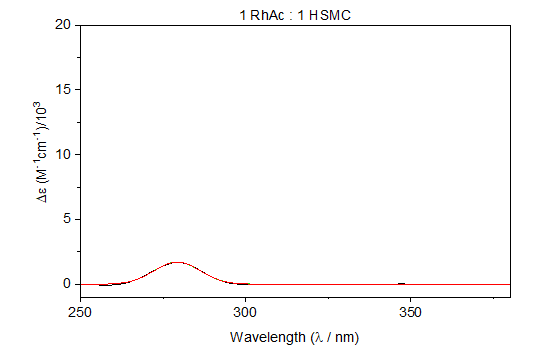 1 RhAc : 1 HSMC
20
15
10
5
0
Δε (M⁻¹cm⁻¹)/10³
250
300
350
Wavelength (λ / nm)